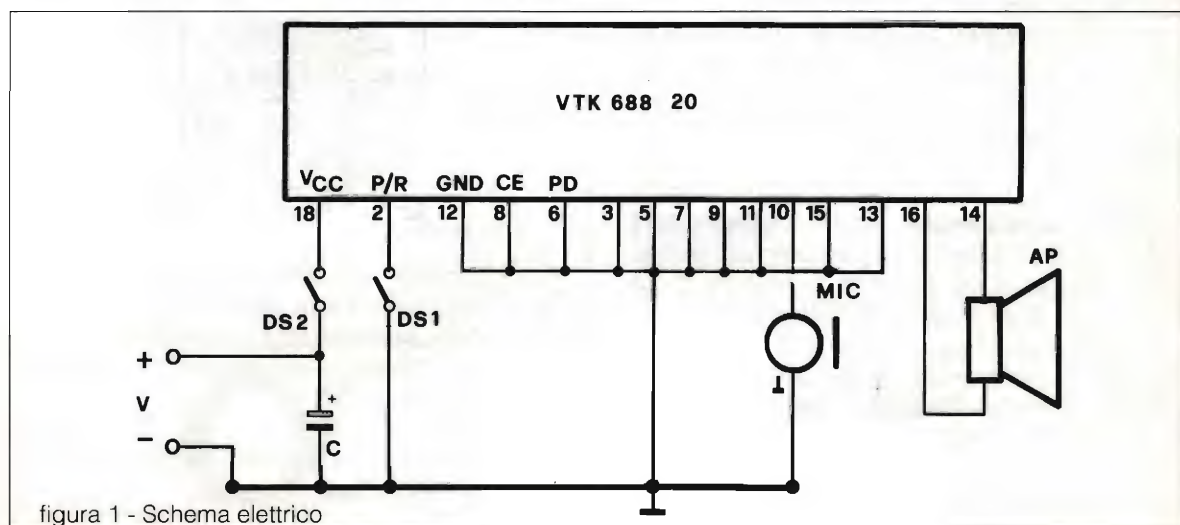 VTK 688 20
VCC P/R GND CE PD
18 2 12 8 6 3 5 7 9 11 10 15 13 16 14
AP
MIC
DS2 DS1
+
V
+
C
-
figura 1 - Schema elettrico